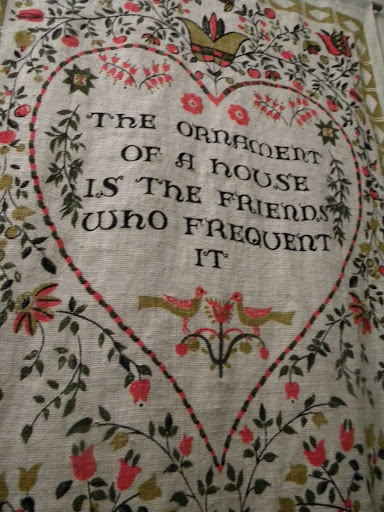 THE ORNAMENT
OF A HOUSE
IS THE FRIENDS
WHO FREQUENT
IT